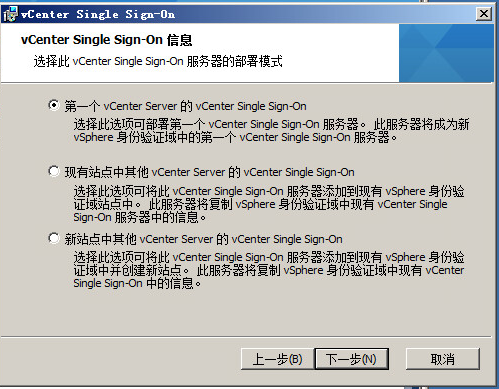 vCenter Single Sign-On
vCenter Single Sign-On 信息
选择此 vCenter Single Sign-On 服务器的部署模式
第一个 vCenter Server 的 vCenter Single Sign-On
选择此选项可部署第一个 vCenter Single Sign-On 服务器。 此服务器将成为新
vSphere 身份验证域中的第一个 vCenter Single Sign-On 服务器。
现有站点中其他 vCenter Server 的 vCenter Single Sign-On
选择此选项可将此 vCenter Single Sign-On 服务器添加到现有 vSphere 身份验
证域站点中。 此服务器将复制 vSphere 身份验证域中现有 vCenter Single
Sign-On 服务器中的信息。
新站点中其他 vCenter Server 的 vCenter Single Sign-On
选择此选项可将此 vCenter Single Sign-On 服务器添加到现有 vSphere 身份验
证域中并创建新站点。 此服务器将复制 vSphere 身份验证域中现有 vCenter
Single Sign-On 中的信息。
上一步(B) 下一步(N) 取消